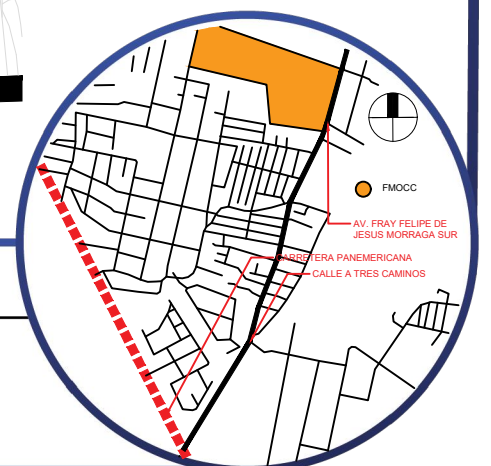 FMOCC
AV. FRAY FELIPE DE
JESUS MORRAGA SUR
CARRETERA PANEMERICANA
CALLE A TRES CAMINOS